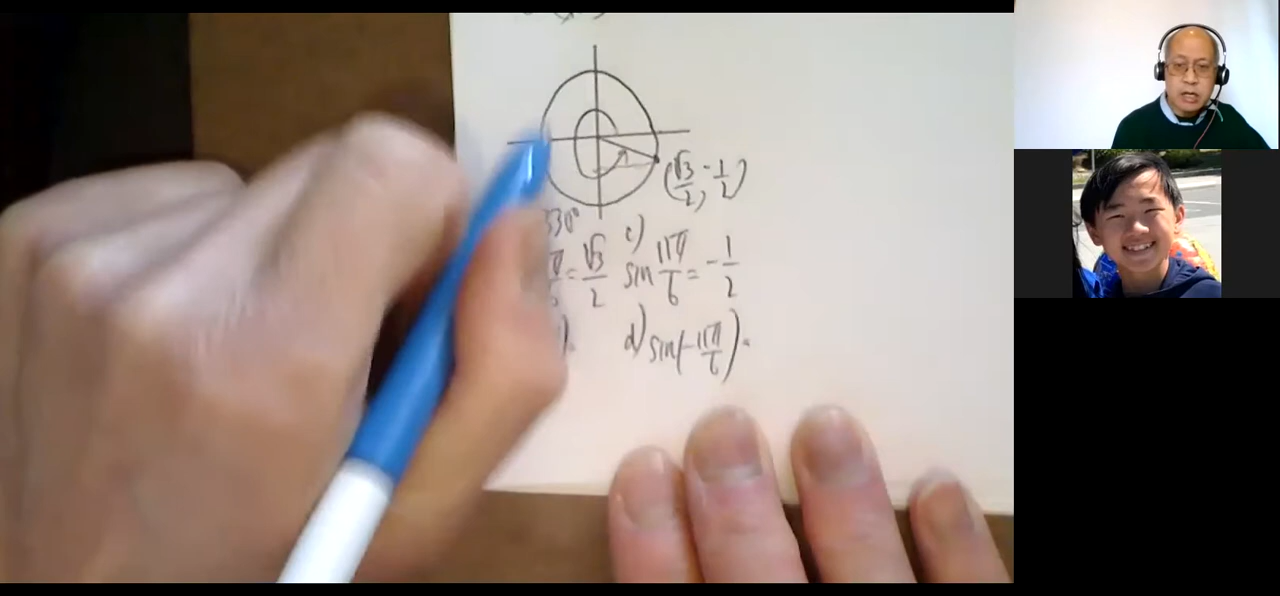 (√3/2, -1/2)
330°
= √3/2
c)
sin 11π/6 = -1/2
d) sin(-11π/6) =